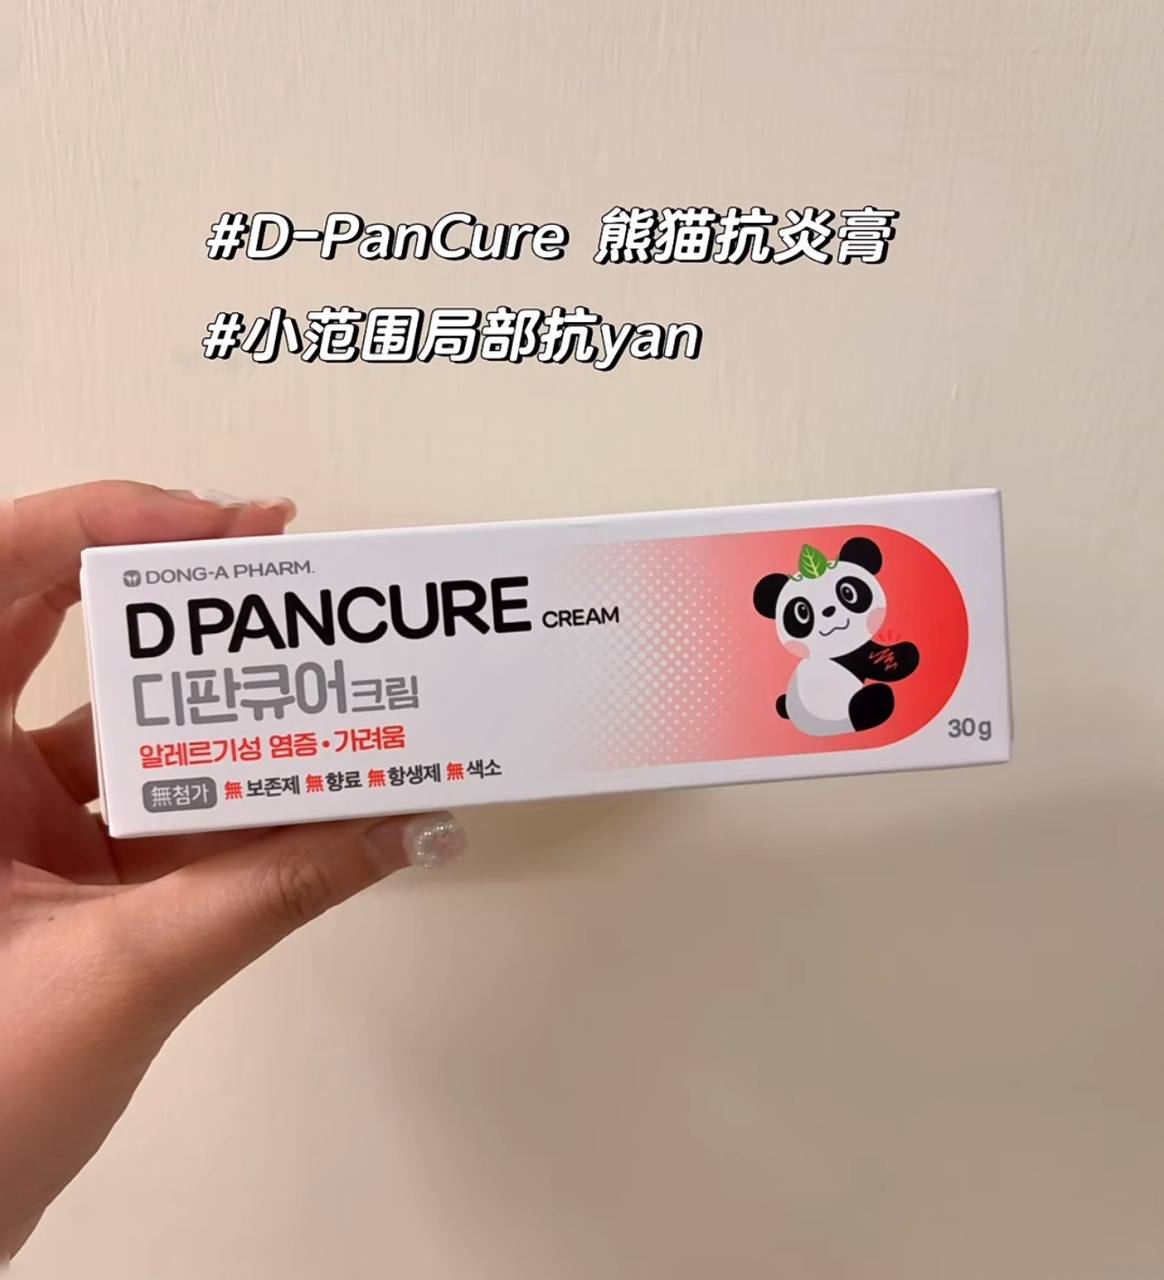 #D-PanCure 熊猫抗炎膏
#小范围局部抗yan
DONG-A PHARM.
D PANCURE CREAM
디판큐어크림
알레르기성 염증•가려움
無첨가 無보존제 無향료 無항생제 無색소
30g